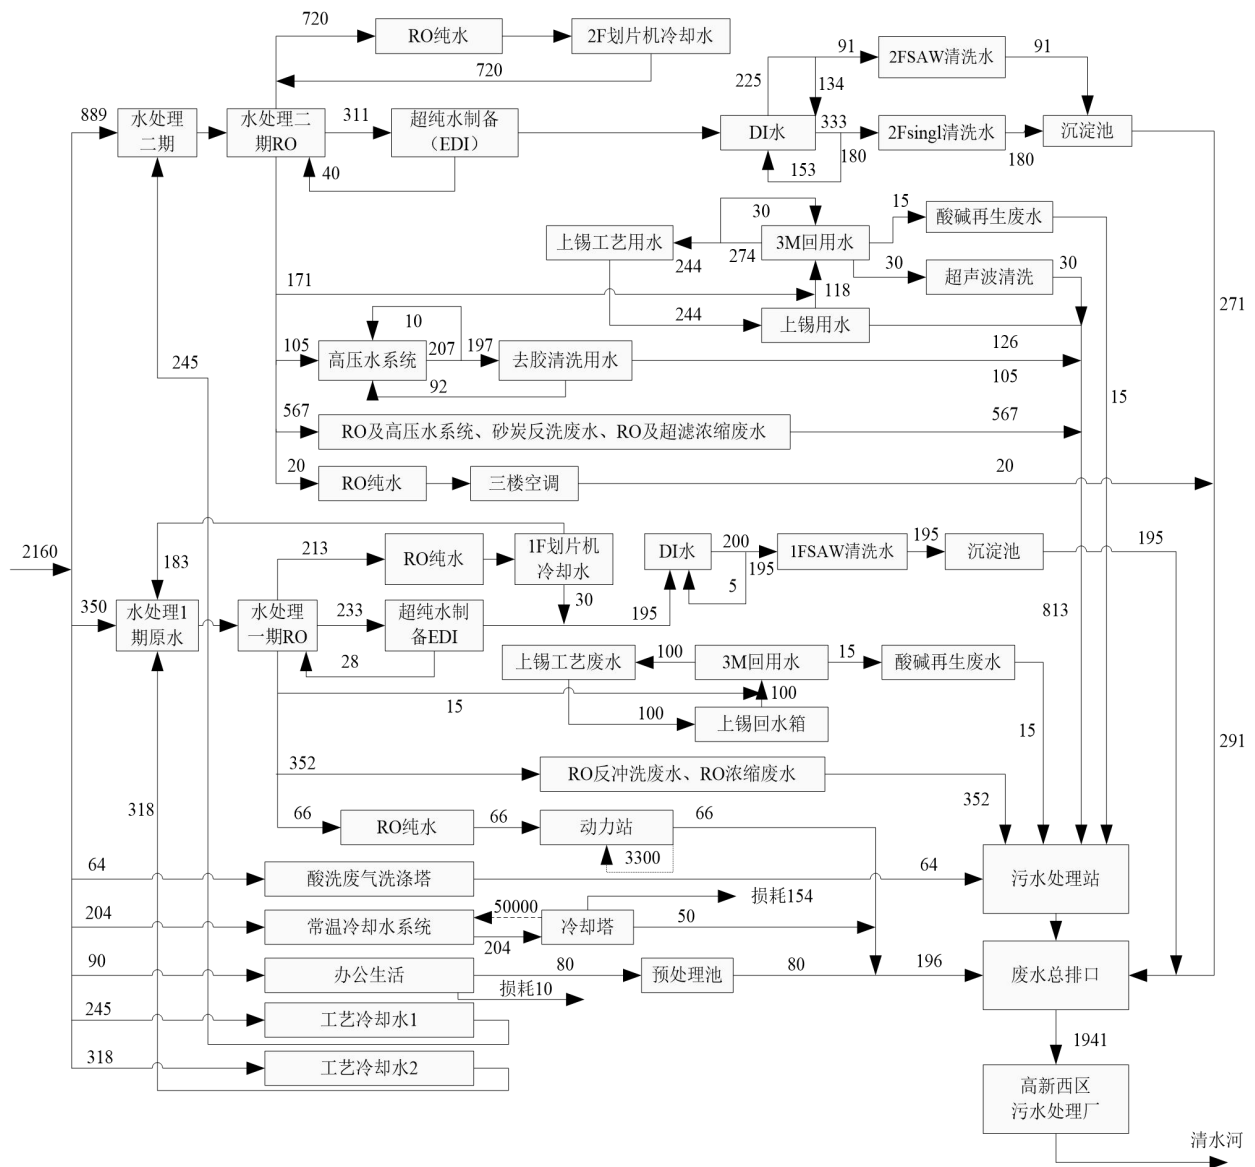 720
RO纯水
2F划片机冷却水
720
889
水处理
二期
水处理二
期RO
311
超纯水制备
(EDI)
40
225
DI水
134
91
2FSAW清洗水
91
333
153
180
2Fsingl清洗水
180
沉淀池
271
171
上锡工艺用水
244
30
274
3M回用水
15
酸碱再生废水
30
超声波清洗
30
118
244
上锡用水
126
105
高压水系统
10
207
197
去胶清洗用水
92
105
15
245
567
RO及高压水系统、砂炭反洗废水、RO及超滤浓缩废水
567
20
RO纯水
三楼空调
20
2160
183
213
RO纯水
1F划片机
冷却水
30
350
水处理1
期原水
水处理
一期RO
233
超纯水制
备EDI
28
195
DI水
200
195
5
1FSAW清洗水
195
沉淀池
195
813
上锡工艺废水
100
3M回用水
15
酸碱再生废水
15
100
15
100
上锡回水箱
291
352
RO反冲洗废水、RO浓缩废水
352
318
66
RO纯水
66
动力站
66
3300
64
酸洗废气洗涤塔
64
污水处理站
204
常温冷却水系统
50000
204
冷却塔
损耗154
50
90
办公生活
80
损耗10
预处理池
80
196
废水总排口
245
工艺冷却水1
318
工艺冷却水2
1941
高新西区
污水处理厂
清水河